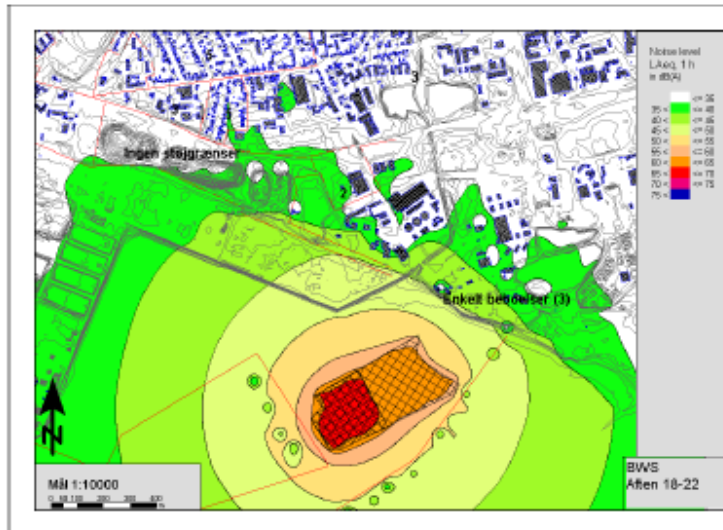 Noise level
LAeq, 1 h
in dB(A)
<= 35
35 < <= 40
40 < <= 45
45 < <= 50
50 < <= 55
55 < <= 60
60 < <= 65
65 < <= 70
70 < <= 75
75 <
3
Ingen støjgrænser
2
Enkelt beboelser (3)
N
Mål 1:10000
0 50 100 200 300 400
m
BWS
Aften 18-22